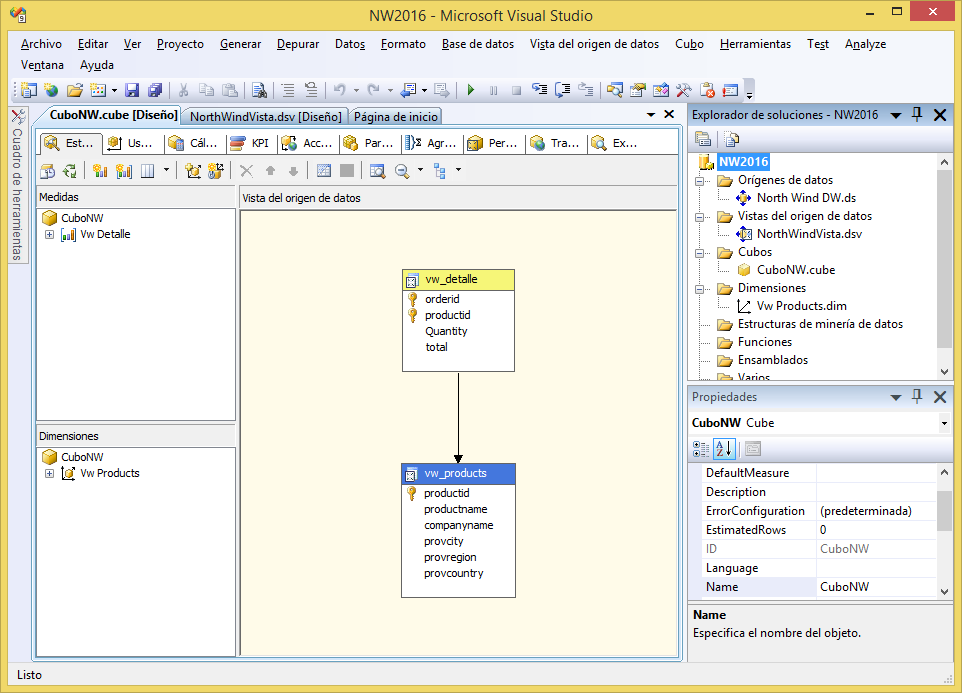 NW2016 - Microsoft Visual Studio
Archivo Editar Ver Proyecto Generar Depurar Datos Formato Base de datos Vista del origen de datos Cubo Herramientas Test Analyze
Ventana Ayuda
Cuadro de herramientas
CuboNW.cube [Diseño] NorthWindVista.dsv [Diseño] Página de inicio
Est... Us... Cál... KPI Acc... Par... Agr... Per... Tra... Ex...
Medidas
CuboNW
Vw Detalle
Dimensiones
CuboNW
Vw Products
Vista del origen de datos
vw_detalle
orderid
productid
Quantity
total
vw_products
productid
productname
companyname
provcity
provregion
provcountry
Explorador de soluciones - NW2016
NW2016
Orígenes de datos
North Wind DW.ds
Vistas del origen de datos
NorthWindVista.dsv
Cubos
CuboNW.cube
Dimensiones
Vw Products.dim
Estructuras de minería de datos
Funciones
Ensamblados
Varios
Propiedades
CuboNW Cube
DefaultMeasure
Description
ErrorConfiguration (predeterminada)
EstimatedRows 0
ID CuboNW
Language
Name CuboNW
Name
Especifica el nombre del objeto.
Listo